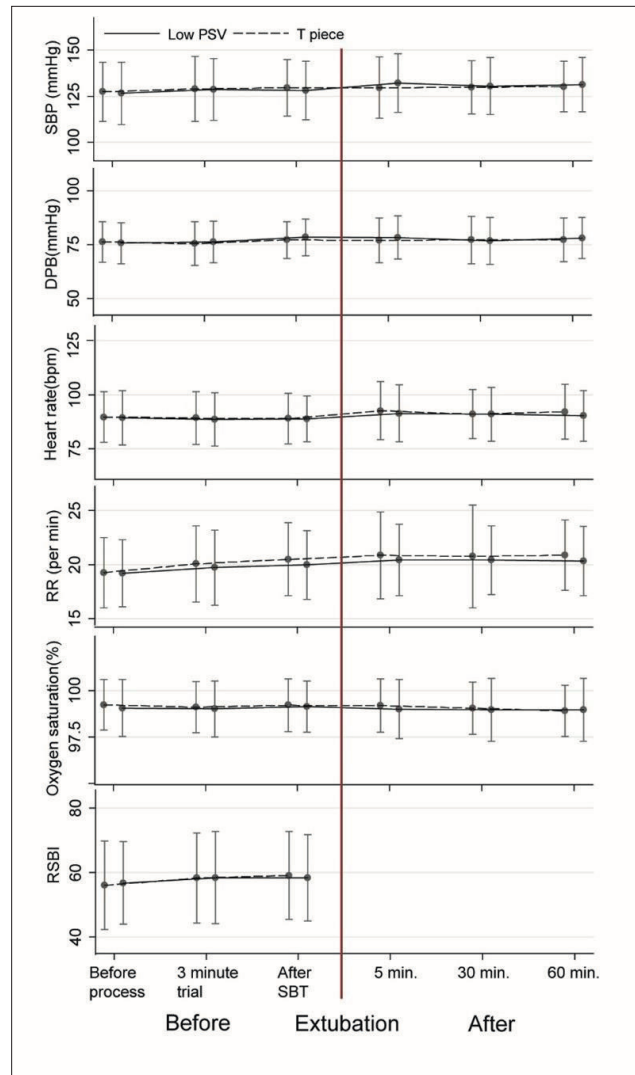 Low PSV T piece
SBP (mmHg)
150
125
100
DPB(mmHg)
100
75
50
Heart rate(bpm)
125
100
75
RR (per min)
25
20
15
Oxygen saturation(%)
100
97.5
RSBI
80
60
40
Before process
3 minute trial
After SBT
5 min.
30 min.
60 min.
Before Extubation After